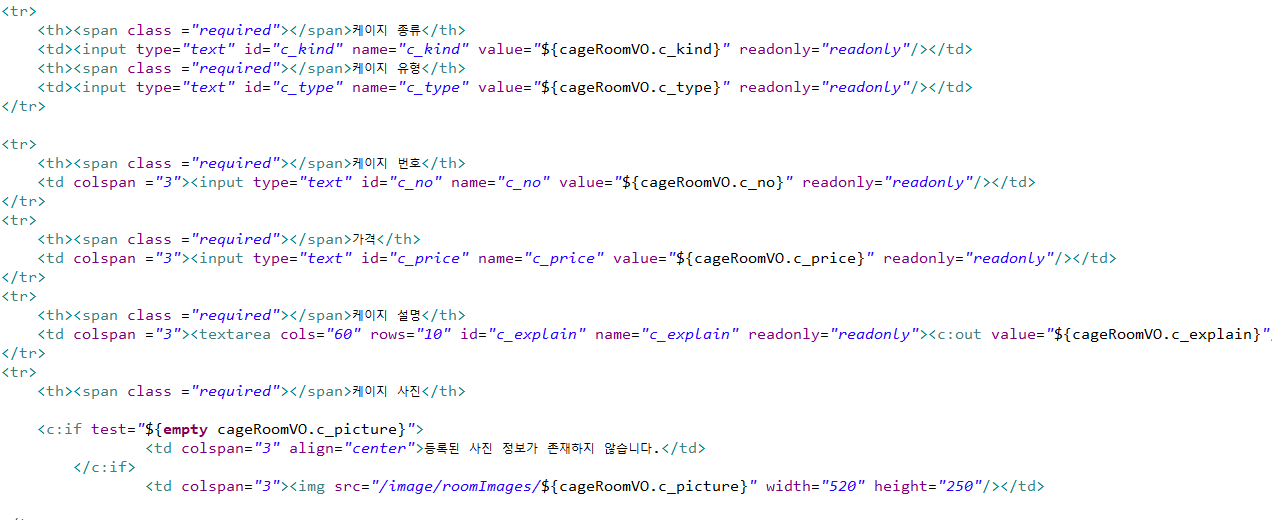 <tr>
<th><span class ="required"></span>케이지 종류</th>
<td><input type="text" id="c_kind" name="c_kind" value="${cageRoomVO.c_kind}" readonly="readonly"/></td>
<th><span class ="required"></span>케이지 유형</th>
<td><input type="text" id="c_type" name="c_type" value="${cageRoomVO.c_type}" readonly="readonly"/></td>
</tr>
<tr>
<th><span class ="required"></span>케이지 번호</th>
<td colspan ="3"><input type="text" id="c_no" name="c_no" value="${cageRoomVO.c_no}" readonly="readonly"/></td>
</tr>
<tr>
<th><span class ="required"></span>가격</th>
<td colspan ="3"><input type="text" id="c_price" name="c_price" value="${cageRoomVO.c_price}" readonly="readonly"/></td>
</tr>
<tr>
<th><span class ="required"></span>케이지 설명</th>
<td colspan ="3"><textarea cols="60" rows="10" id="c_explain" name="c_explain" readonly="readonly"><c:out value="${cageRoomVO.c_explain}"
</tr>
<tr>
<th><span class ="required"></span>케이지 사진</th>
<c:if test="${empty cageRoomVO.c_picture}">
<td colspan="3" align="center">등록된 사진 정보가 존재하지 않습니다.</td>
</c:if>
<td colspan="3"><img src="/image/roomImages/${cageRoomVO.c_picture}" width="520" height="250"/></td>